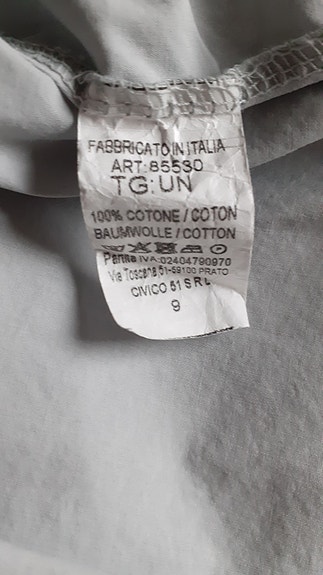 FABBRICATO IN ITALIA
ART: 85530
TG: UN
100% COTONE / COTON
BAUMWOLLE / COTTON
Partita IVA:02404790970
Via Toscana 51-59100 PRATO
CIVICO 51 S R L
9